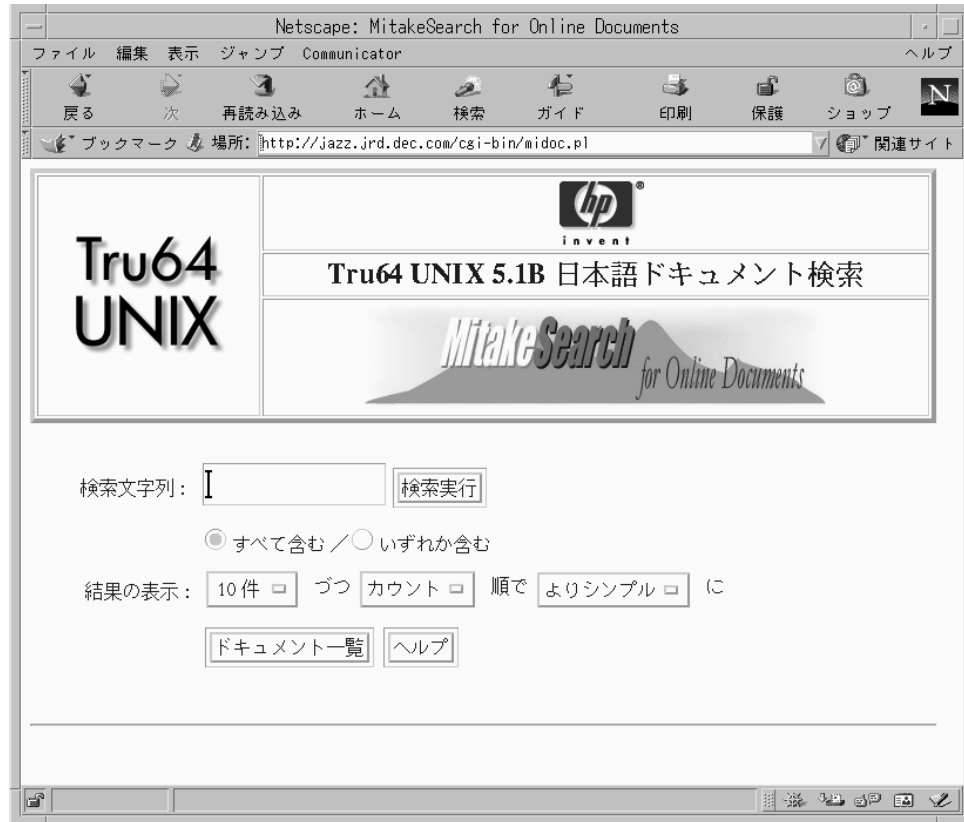 Netscape: MitakeSearch for Online Documents
ファイル 編集 表示 ジャンプ Communicator ヘルプ
戻る 次 再読み込み ホーム 検索 ガイド 印刷 保護 ショップ N
ブックマーク 場所: http://jazz.jrd.dec.com/cgi-bin/midoc.pl 関連サイト
Tru64
UNIX
hp®
invent
Tru64 UNIX 5.1B 日本語ドキュメント検索
MitakeSearch
for Online Documents
検索文字列: 検索実行
すべて含む/いずれか含む
結果の表示: 10件 づつ カウント 順で よりシンプル に
ドキュメント一覧 ヘルプ